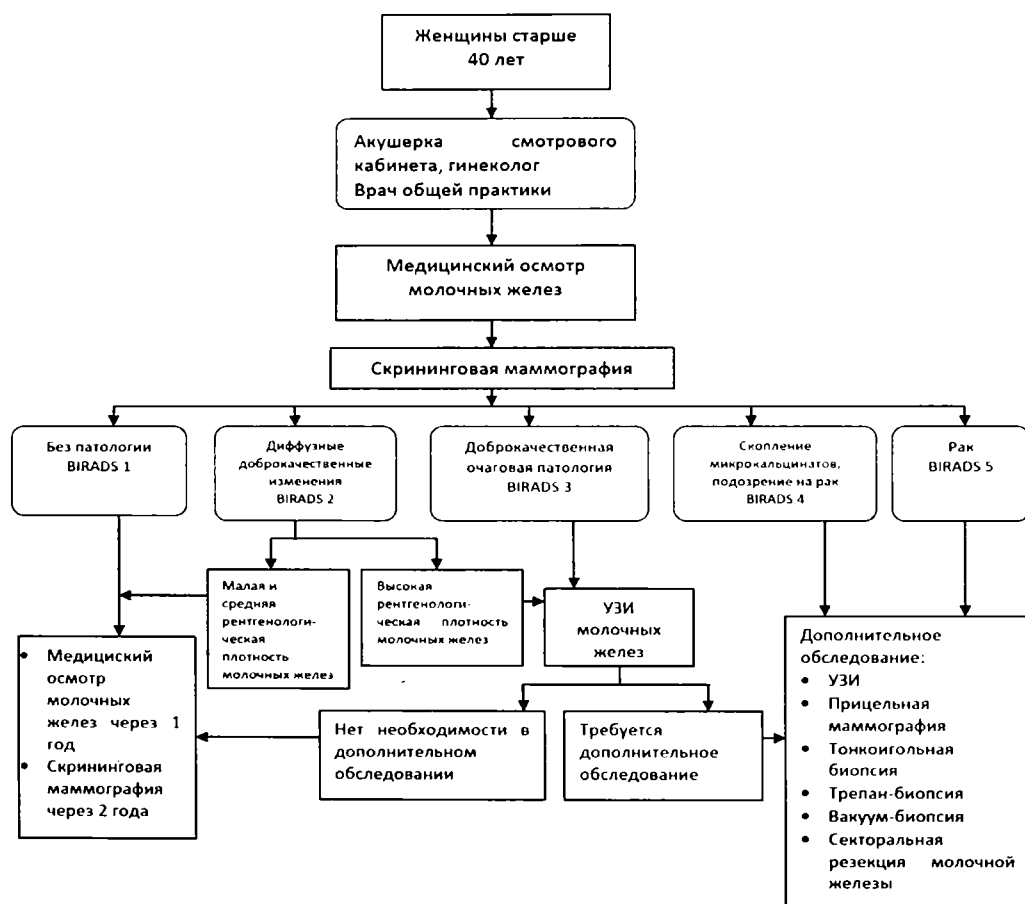 Женщины старше
40 лет
Акушерка смотрового
кабинета, гинеколог
Врач общей практики
Медицинский осмотр
молочных желез
Скрининговая маммография
Без патологии
BIRADS 1
Диффузные
доброкачественные
изменения
BIRADS 2
Доброкачественная
очаговая патология
BIRADS 3
Скопление
микрокальцинатов,
подозрение на рак
BIRADS 4
Рак
BIRADS 5
Малая и
средняя
рентгенологи-
ческая
плотность
молочных желез
Высокая
рентгенологи-
ческая плотность
молочных желез
УЗИ
молочных
желез
• Медициский
осмотр
молочных
желез через 1
год
• Скрининговая
маммография
через 2 года
Нет необходимости в
дополнительном
обследовании
Требуется
дополнительное
обследование
Дополнительное
обследование:
• УЗИ
• Прицельная
маммография
• Тонкоигольная
биопсия
• Трепан-биопсия
• Вакуум-биопсия
• Секторальная
резекция молочной
железы